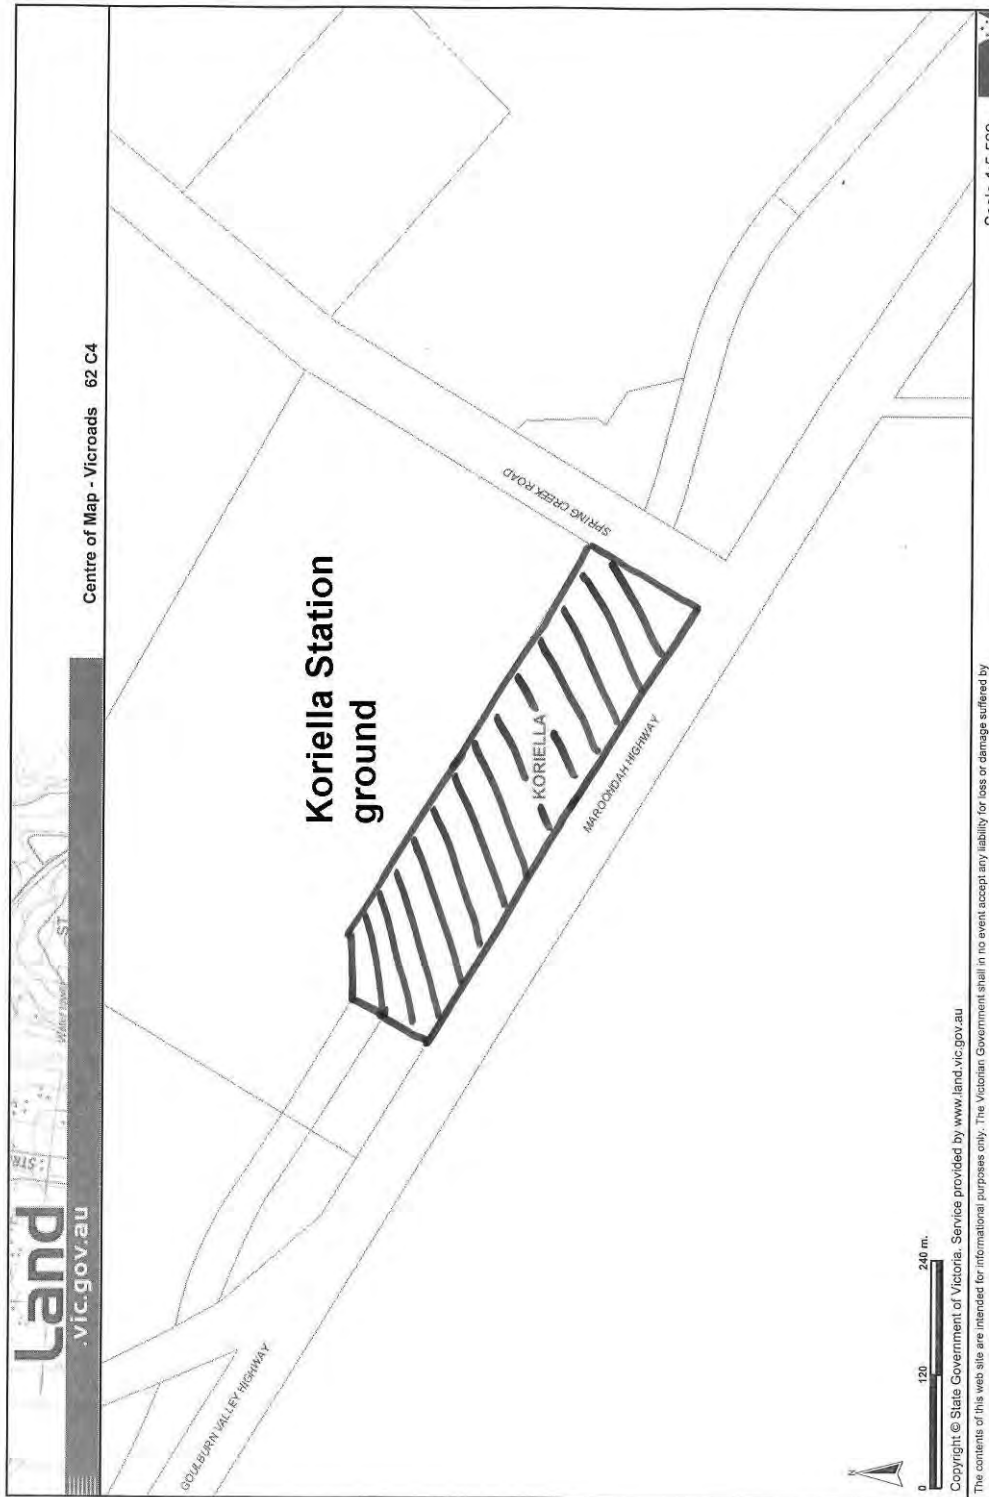 Land
.vic.gov.au
STR
ST
Centre of Map - Vicroads 62 C4
Koriella Station
ground
SPRING CREEK ROAD
KORIELLA
MAROONDAH HIGHWAY
GOULBURN VALLEY HIGHWAY
N
0 120 240 m.
Copyright © State Government of Victoria. Service provided by www.land.vic.gov.au
The contents of this web site are intended for informational purposes only. The Victorian Government shall in no event accept any liability for loss or damage suffered by